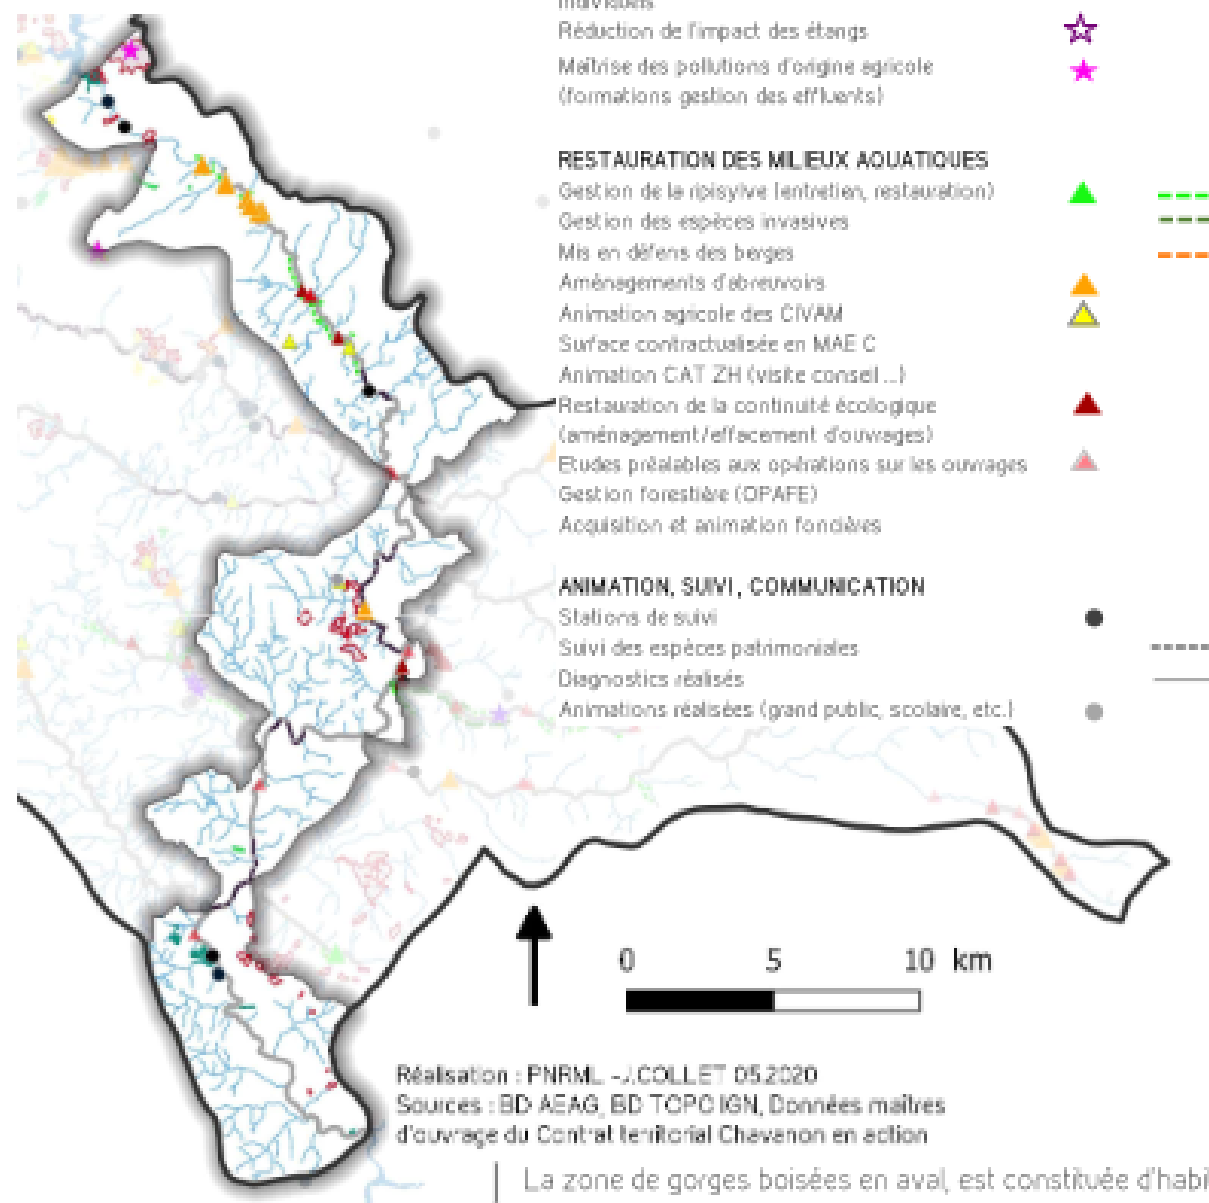 individuels
Réduction de l'impact des étangs
Maîtrise des pollutions d'origine agricole
(formations gestion des effluents)
RESTAURATION DES MILIEUX AQUATIQUES
Gestion de la ripisylve (entretien, restauration)
Gestion des espèces invasives
Mis en défens des berges
Aménagements d'abreuvoirs
Animation agricole des CIVAM
Surface contractualisée en MAE C
Animation CAT ZH (visite conseil...)
Restauration de la continuité écologique
(aménagement/effacement d'ouvrages)
Etudes préalables aux opérations sur les ouvrages
Gestion forestière (OPAFE)
Acquisition et animation foncières
ANIMATION, SUIVI, COMMUNICATION
Stations de suivi
Suivi des espèces patrimoniales
Diagnostics réalisés
Animations réalisées (grand public, scolaire, etc.)
0 5 10 km
Réalisation : PNRML - J.COLLET 05.2020
Sources : BD AEAG, BD TOPO IGN, Données maîtres
d'ouvrage du Contrat territorial Chavanon en action
La zone de gorges boisées en aval, est constituée d'habi